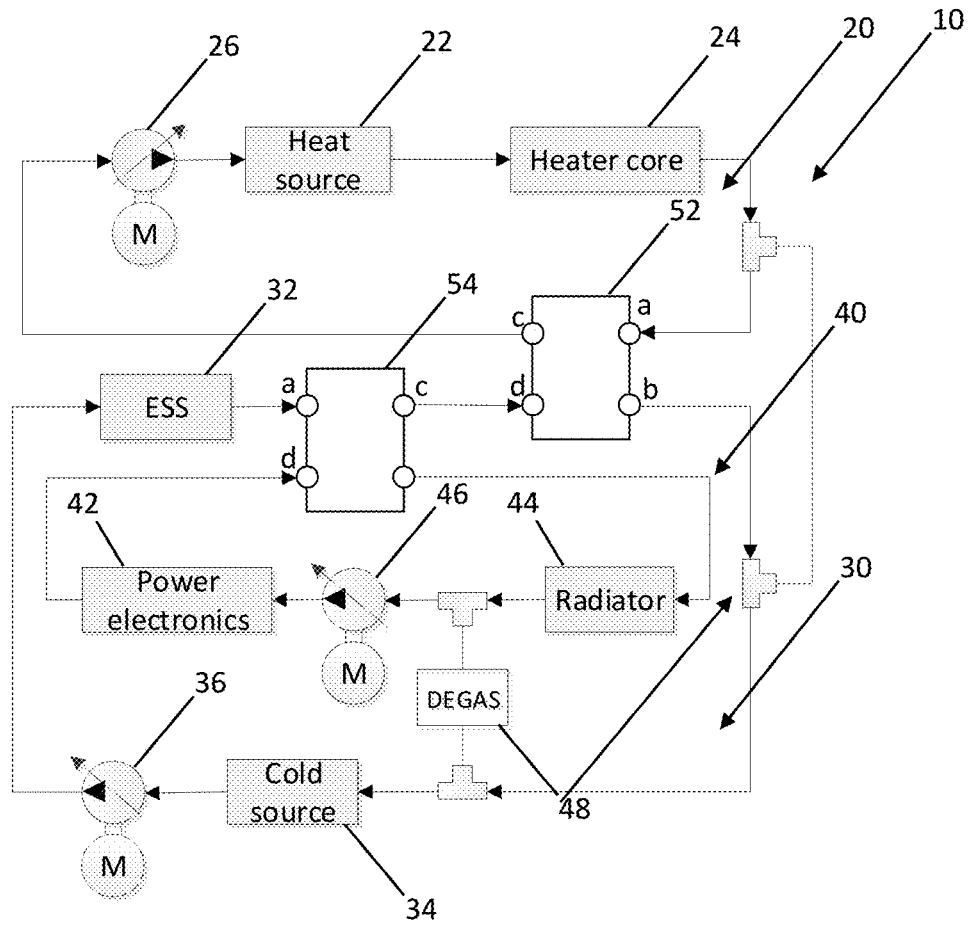 10
20
24
22
26
Heat
source
Heater core
M
52
54
32
c
a
40
a
c
d
b
ESS
d
46
44
42
30
Power
electronics
Radiator
M
DEGAS
36
Cold
source
48
M
34